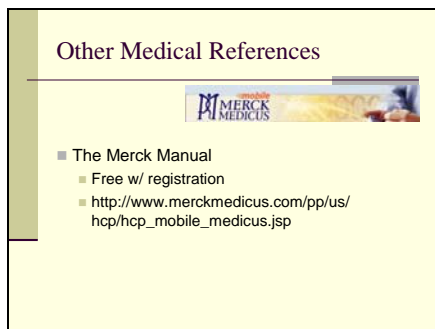 Other Medical References
mobile
MERCK
MEDICUS
The Merck Manual
Free w/ registration
http://www.merckmedicus.com/pp/us/
hcp/hcp_mobile_medicus.jsp